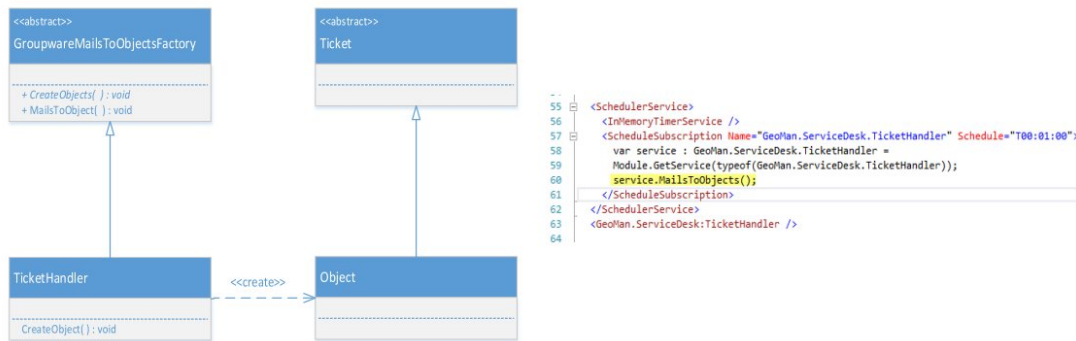 <<abstract>>
GroupwareMailsToObjectsFactory
+ CreateObjects( ) : void
+ MailsToObject( ) : void
<<abstract>>
Ticket
TicketHandler
CreateObject( ) : void
<<create>>
Object
55 <SchedulerService>
56 <InMemoryTimerService />
57 <ScheduleSubscription Name="GeoMan.ServiceDesk.TicketHandler" Schedule="T00:01:00">
58 var service : GeoMan.ServiceDesk.TicketHandler =
59 Module.GetService(typeof(GeoMan.ServiceDesk.TicketHandler));
60 service.MailsToObjects();
61 </ScheduleSubscription>
62 </SchedulerService>
63 <GeoMan.ServiceDesk:TicketHandler />
64